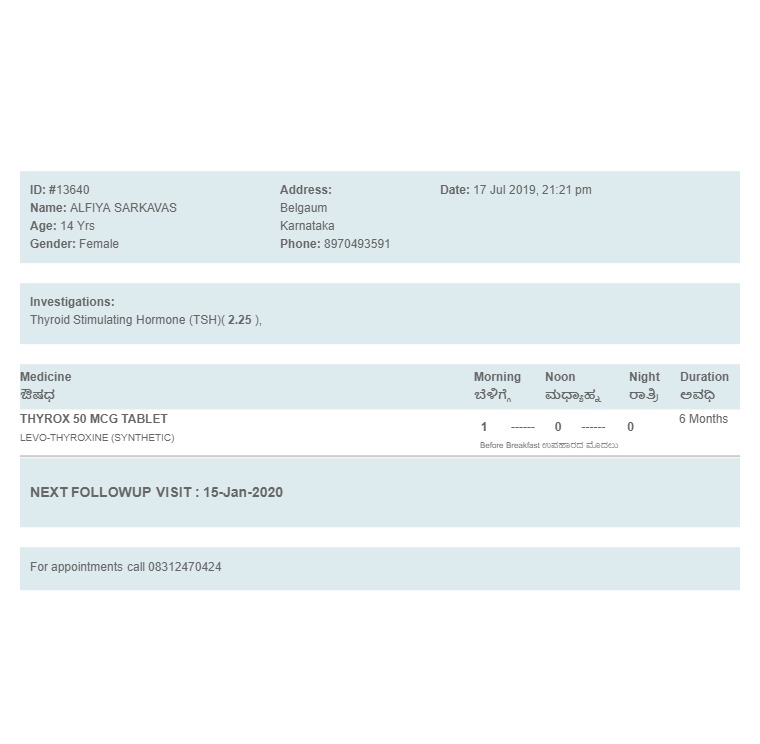 ID: #13640
Name: ALFIYA SARKAVAS
Age: 14 Yrs
Gender: Female
Address:
Belgaum
Karnataka
Phone: 8970493591
Date: 17 Jul 2019, 21:21 pm
Investigations:
Thyroid Stimulating Hormone (TSH)( 2.25 ),
Medicine Morning Noon Night Duration
ಔಷಧ ಬೆಳಿಗ್ಗೆ ಮಧ್ಯಾಹ್ನ ರಾತ್ರಿ ಅವಧಿ
THYROX 50 MCG TABLET 1 ------ 0 ------ 0 6 Months
LEVO-THYROXINE (SYNTHETIC)
Before Breakfast ಉಪಹಾರದ ಮೊದಲು
NEXT FOLLOWUP VISIT : 15-Jan-2020
For appointments call 08312470424